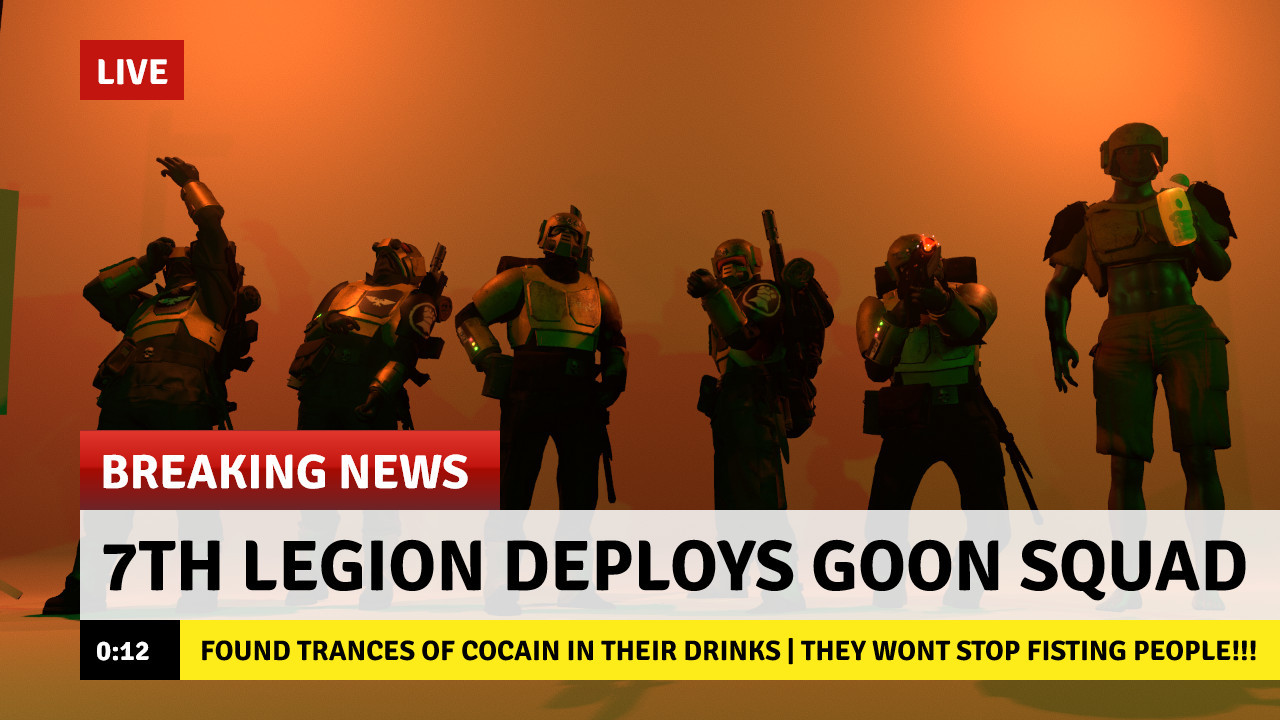 LIVE
BREAKING NEWS
7TH LEGION DEPLOYS GOON SQUAD
0:12
FOUND TRANCES OF COCAIN IN THEIR DRINKS | THEY WONT STOP FISTING PEOPLE!!!